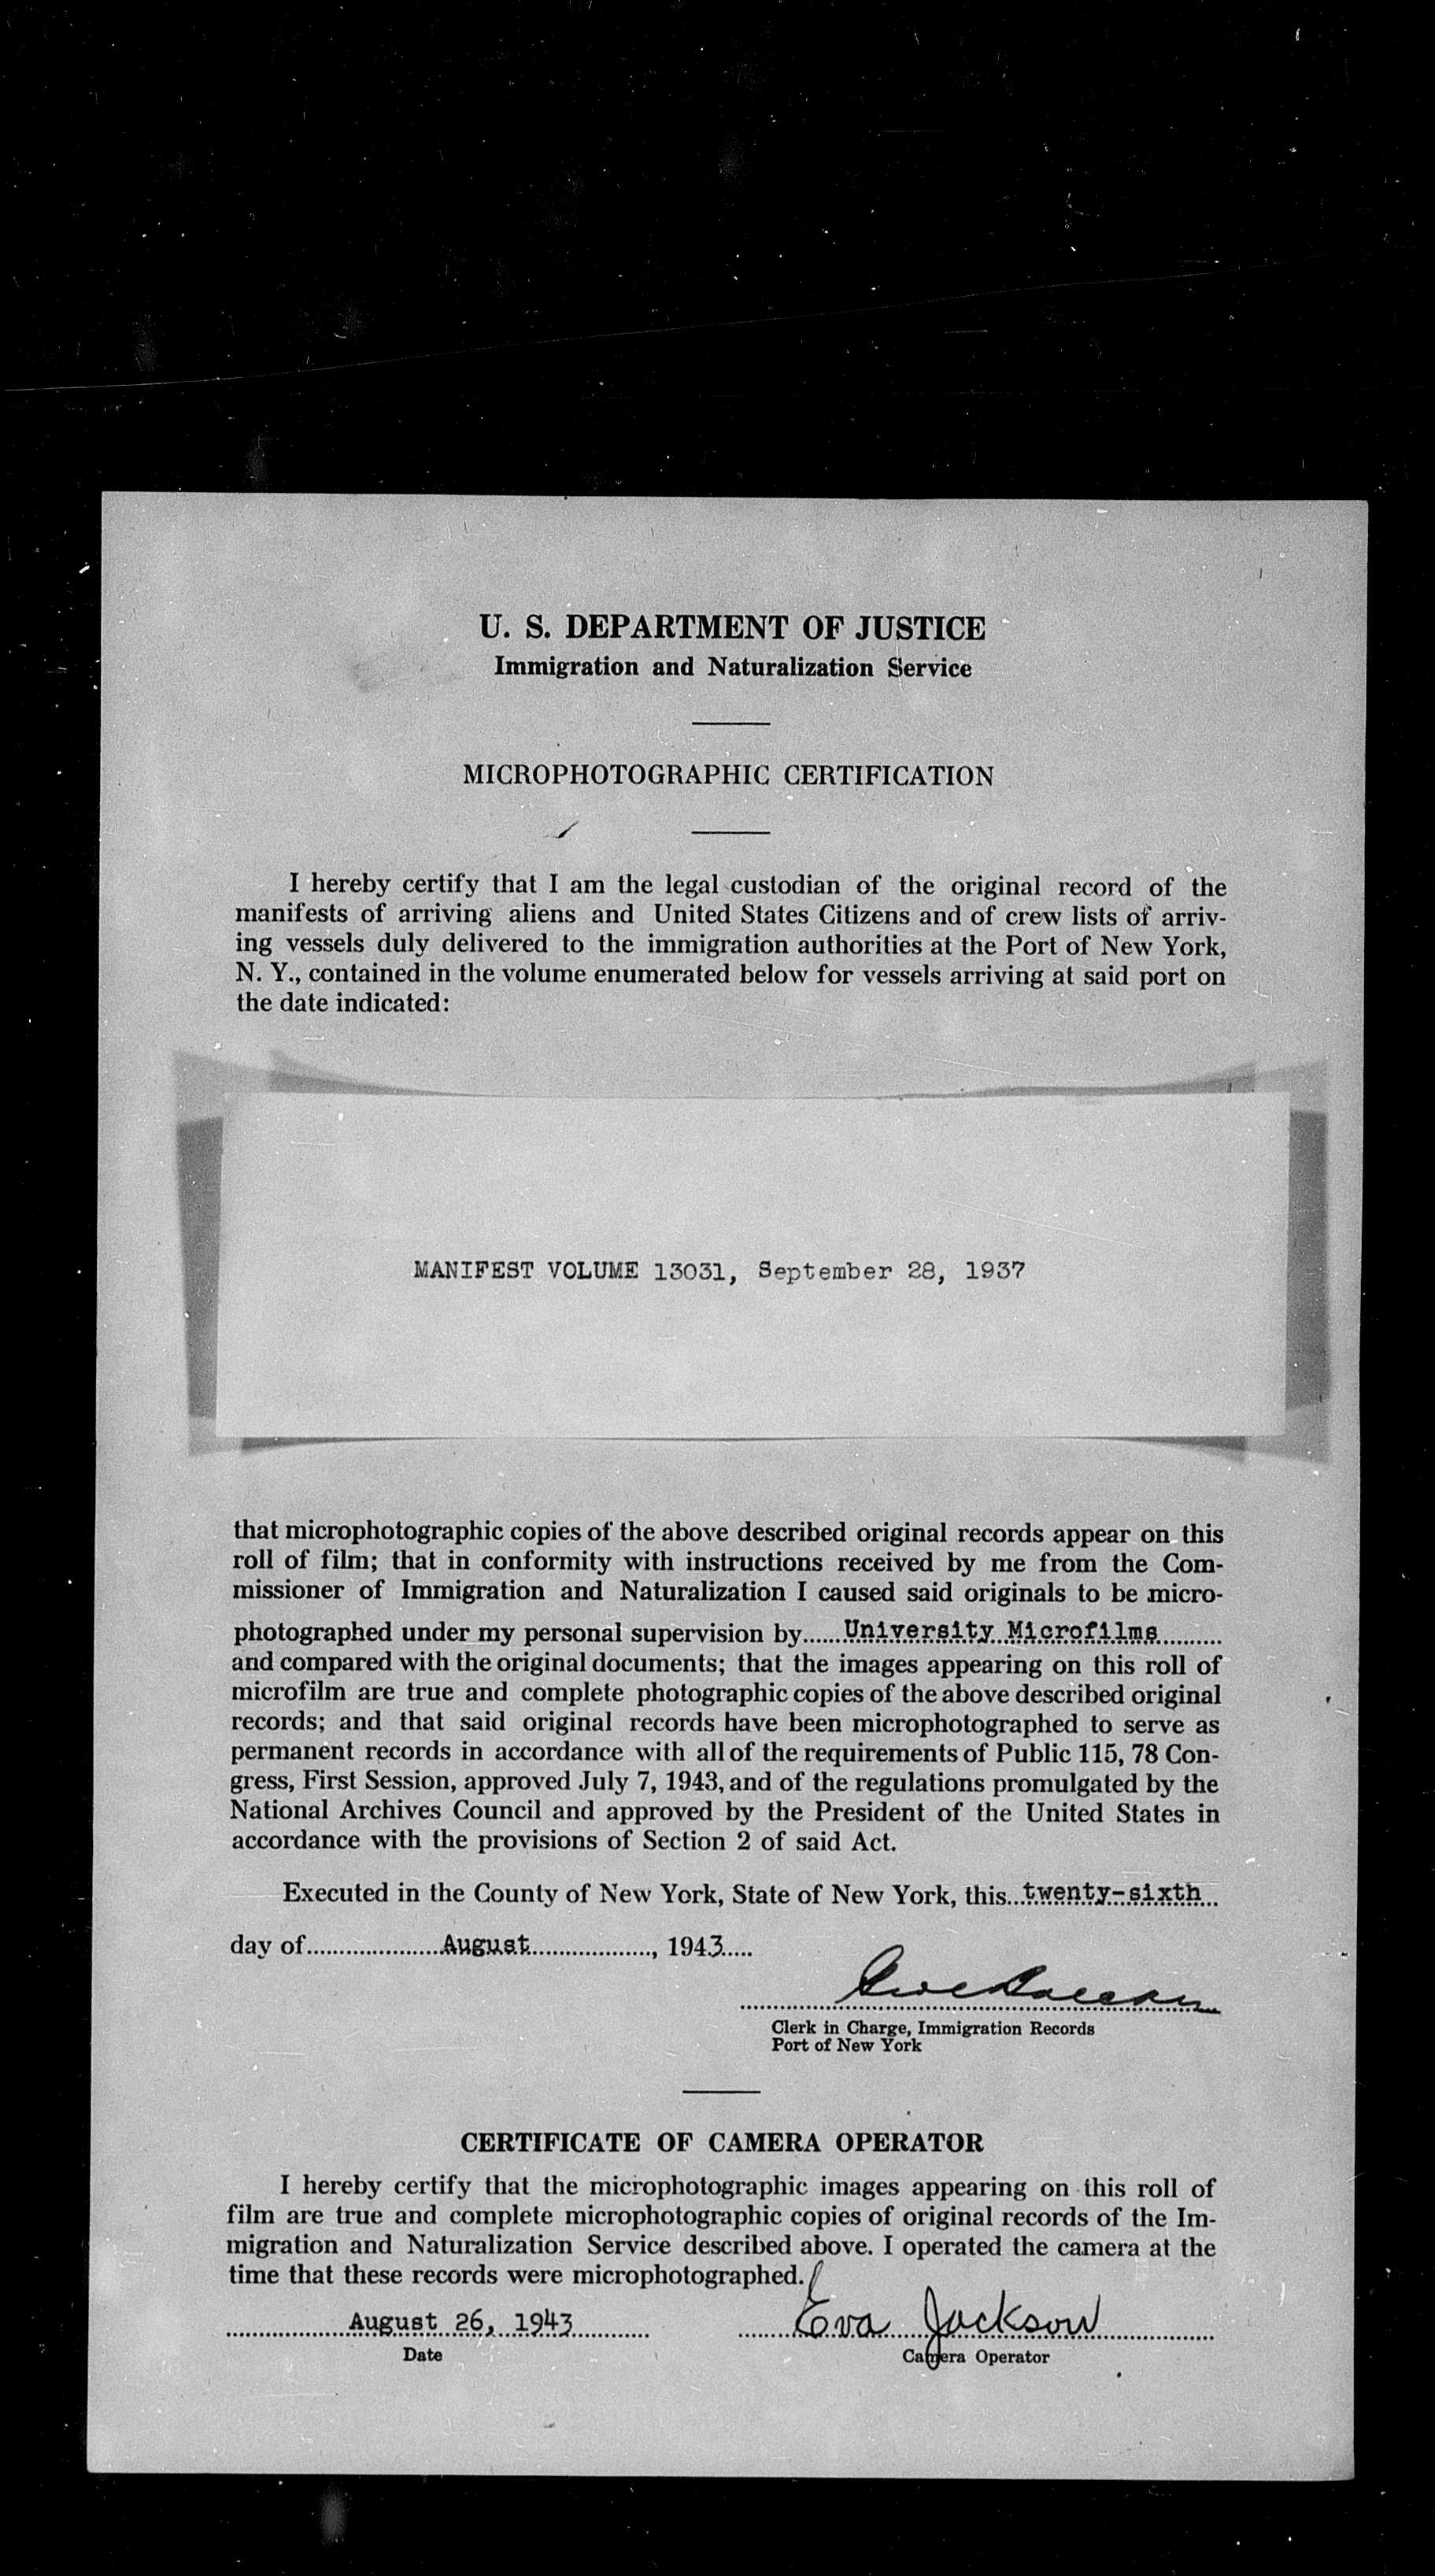 U. S. DEPARTMENT OF JUSTICE
Immigration and Naturalization Service
MICROPHOTOGRAPHIC CERTIFICATION
I hereby certify that I am the legal custodian of the original record of the
manifests of arriving aliens and United States Citizens and of crew lists of arriv-
ing vessels duly delivered to the immigration authorities at the Port of New York,
N. Y., contained in the volume enumerated below for vessels arriving at said port on
the date indicated:
MANIFEST VOLUME 13031, September 28, 1937
that microphotographic copies of the above described original records appear on this
roll of film; that in conformity with instructions received by me from the Com-
missioner of Immigration and Naturalization I caused said originals to be micro-
photographed under my personal supervision by......University Microfilms..........
and compared with the original documents; that the images appearing on this roll of
microfilm are true and complete photographic copies of the above described original
records; and that said original records have been microphotographed to serve as
permanent records in accordance with all of the requirements of Public 115, 78 Con-
gress, First Session, approved July 7, 1943, and of the regulations promulgated by the
National Archives Council and approved by the President of the United States in
accordance with the provisions of Section 2 of said Act.
Executed in the County of New York, State of New York, this...twenty-sixth...
day of.....................August..................., 1943.....
Clerk in Charge, Immigration Records
Port of New York
CERTIFICATE OF CAMERA OPERATOR
I hereby certify that the microphotographic images appearing on this roll of
film are true and complete microphotographic copies of original records of the Im-
migration and Naturalization Service described above. I operated the camera at the
time that these records were microphotographed.
August 26, 1943 Eva Jackson
Date Camera Operator